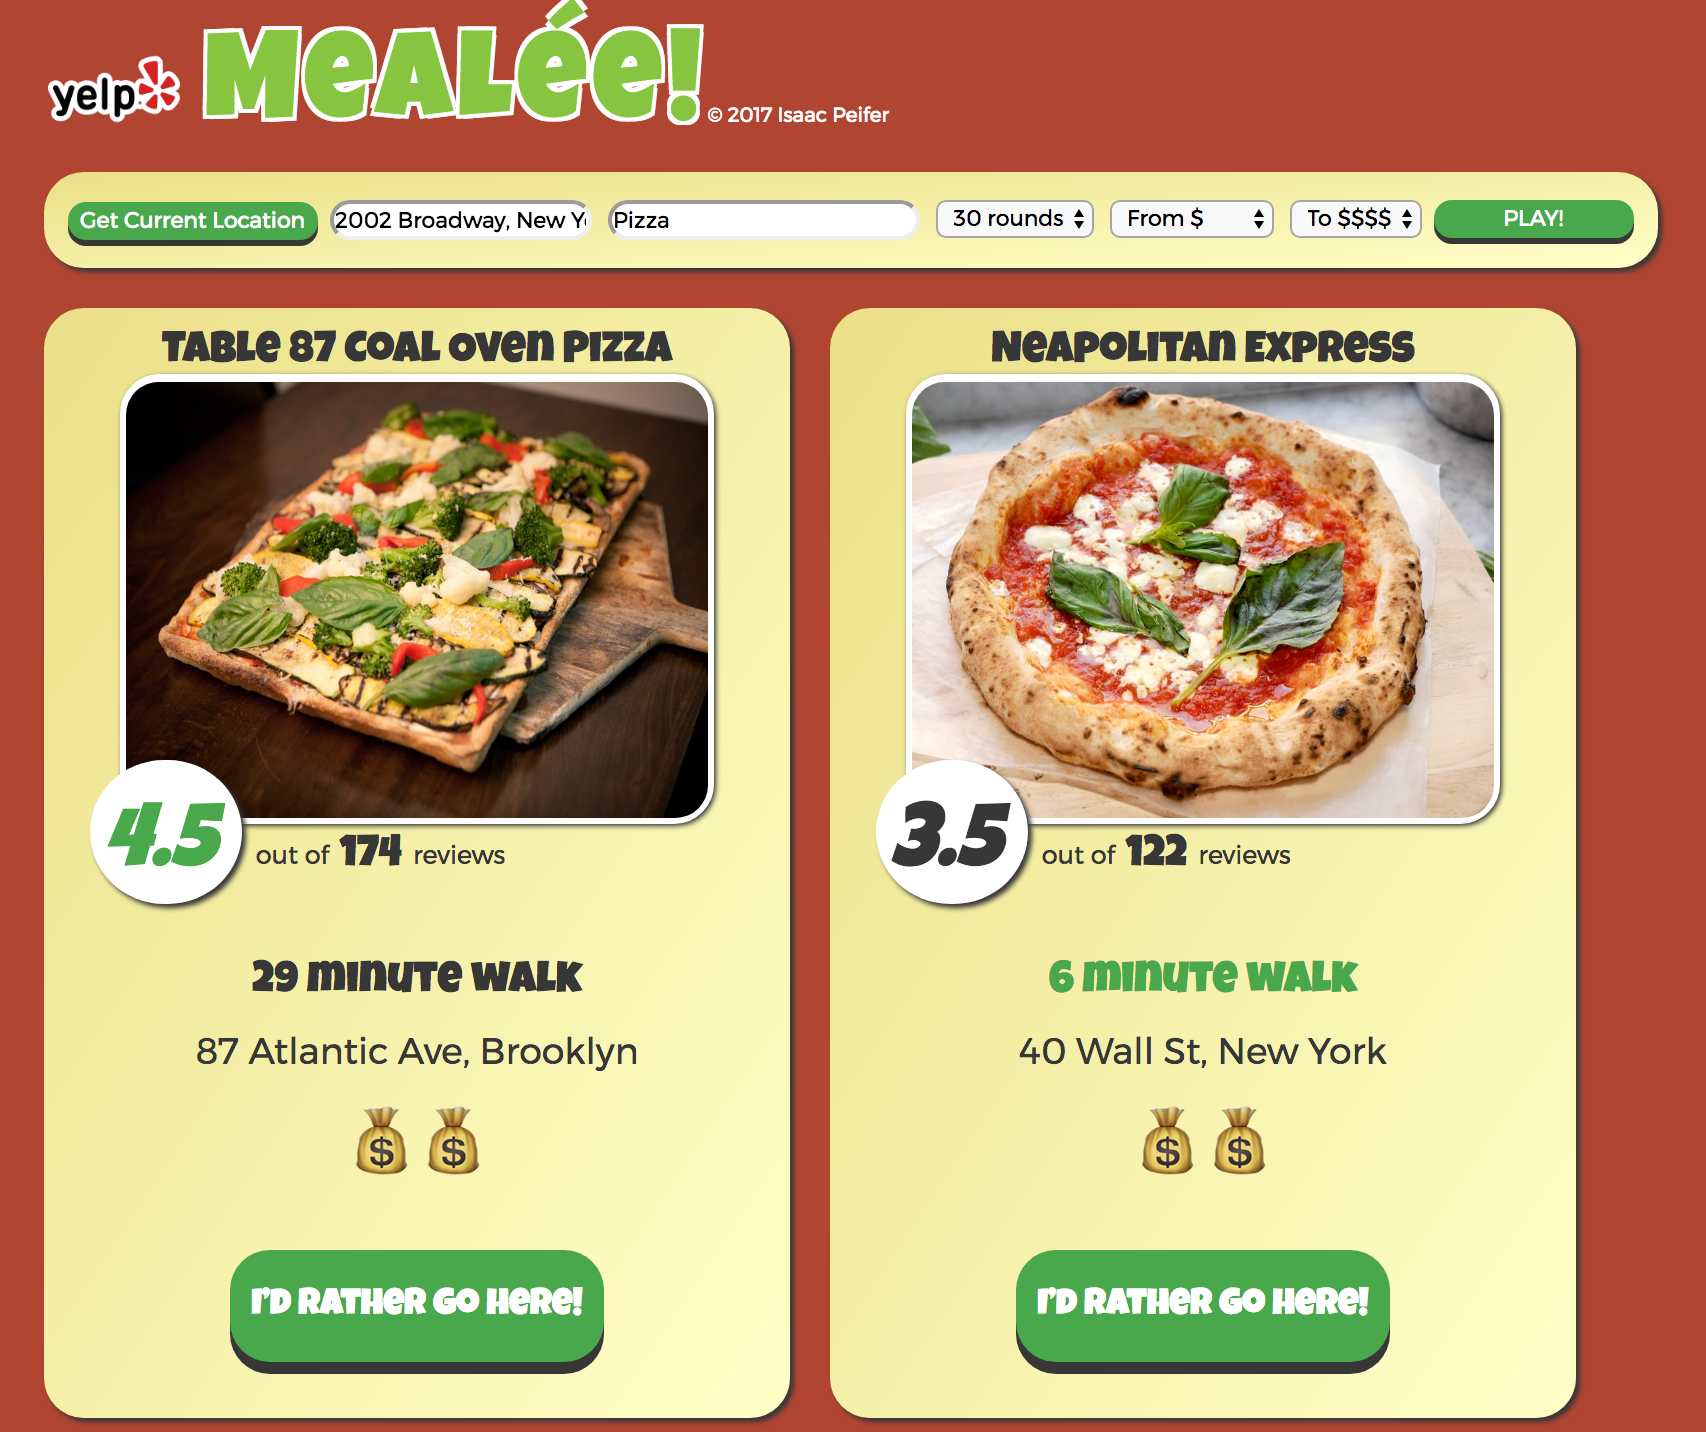 yelp
MeALée!
© 2017 Isaac Peifer
Get Current Location
2002 Broadway, New Yo
Pizza
30 rounds
From $
To $$$$
PLAY!
TABLe 87 COAL Oven PIZZA
4.5
out of 174 reviews
29 minuTe WALK
87 Atlantic Ave, Brooklyn
$ $
I'D RATHeR GO HeRe!
NeAPOLITAn EXPReSS
3.5
out of 122 reviews
6 minuTe WALK
40 Wall St, New York
$ $
I'D RATHeR GO HeRe!